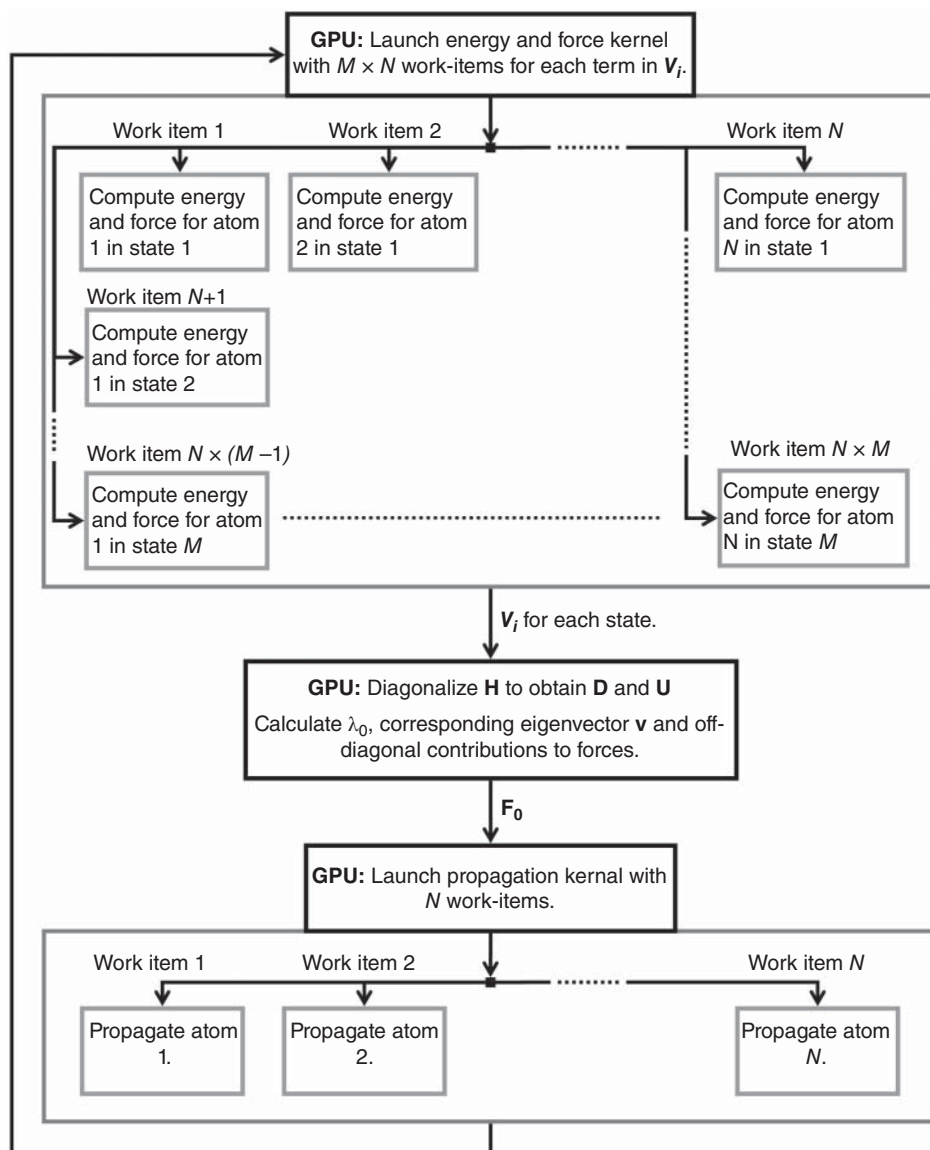 GPU: Launch energy and force kernel
with M × N work-items for each term in Vi.
Work item 1
Work item 2
Work item N
Compute energy
and force for atom
1 in state 1
Compute energy
and force for atom
2 in state 1
Compute energy
and force for atom
N in state 1
Work item N+1
Compute energy
and force for atom
1 in state 2
Work item N × (M –1)
Compute energy
and force for atom
1 in state M
Work item N × M
Compute energy
and force for atom
N in state M
Vi for each state.
GPU: Diagonalize H to obtain D and U
Calculate λ0, corresponding eigenvector v and off-
diagonal contributions to forces.
F0
GPU: Launch propagation kernal with
N work-items.
Work item 1
Work item 2
Work item N
Propagate atom
1.
Propagate atom
2.
Propagate atom
N.